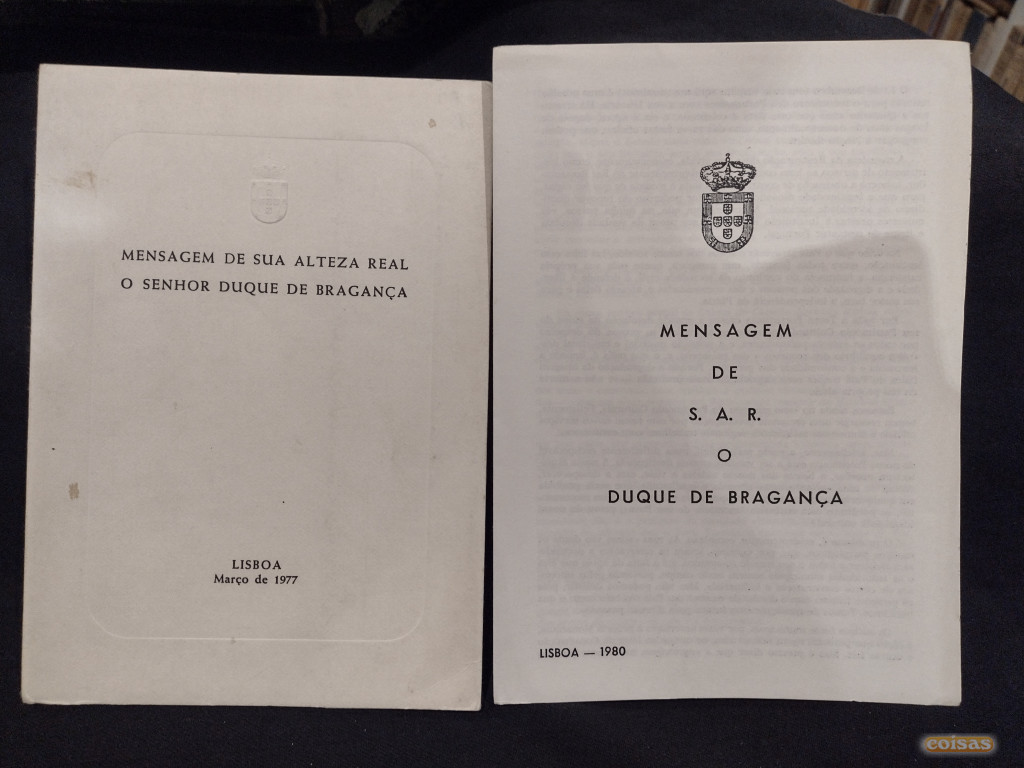 MENSAGEM DE SUA ALTEZA REAL
O SENHOR DUQUE DE BRAGANÇA
LISBOA
Março de 1977
MENSAGEM
DE
S. A. R.
O
DUQUE DE BRAGANÇA
LISBOA — 1980
coisas